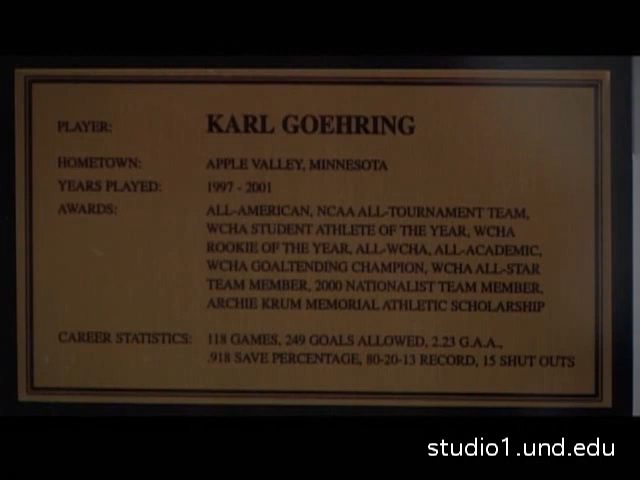 PLAYER: KARL GOEHRING
HOMETOWN: APPLE VALLEY, MINNESOTA
YEARS PLAYED: 1997 - 2001
AWARDS: ALL-AMERICAN, NCAA ALL-TOURNAMENT TEAM,
WCHA STUDENT ATHLETE OF THE YEAR, WCHA
ROOKIE OF THE YEAR, ALL-WCHA, ALL-ACADEMIC,
WCHA GOALTENDING CHAMPION, WCHA ALL-STAR
TEAM MEMBER, 2000 NATIONALIST TEAM MEMBER,
ARCHIE KRUM MEMORIAL ATHLETIC SCHOLARSHIP
CAREER STATISTICS: 118 GAMES, 249 GOALS ALLOWED, 2.23 G.A.A.,
.918 SAVE PERCENTAGE, 80-20-13 RECORD, 15 SHUT OUTS
studio1.und.edu